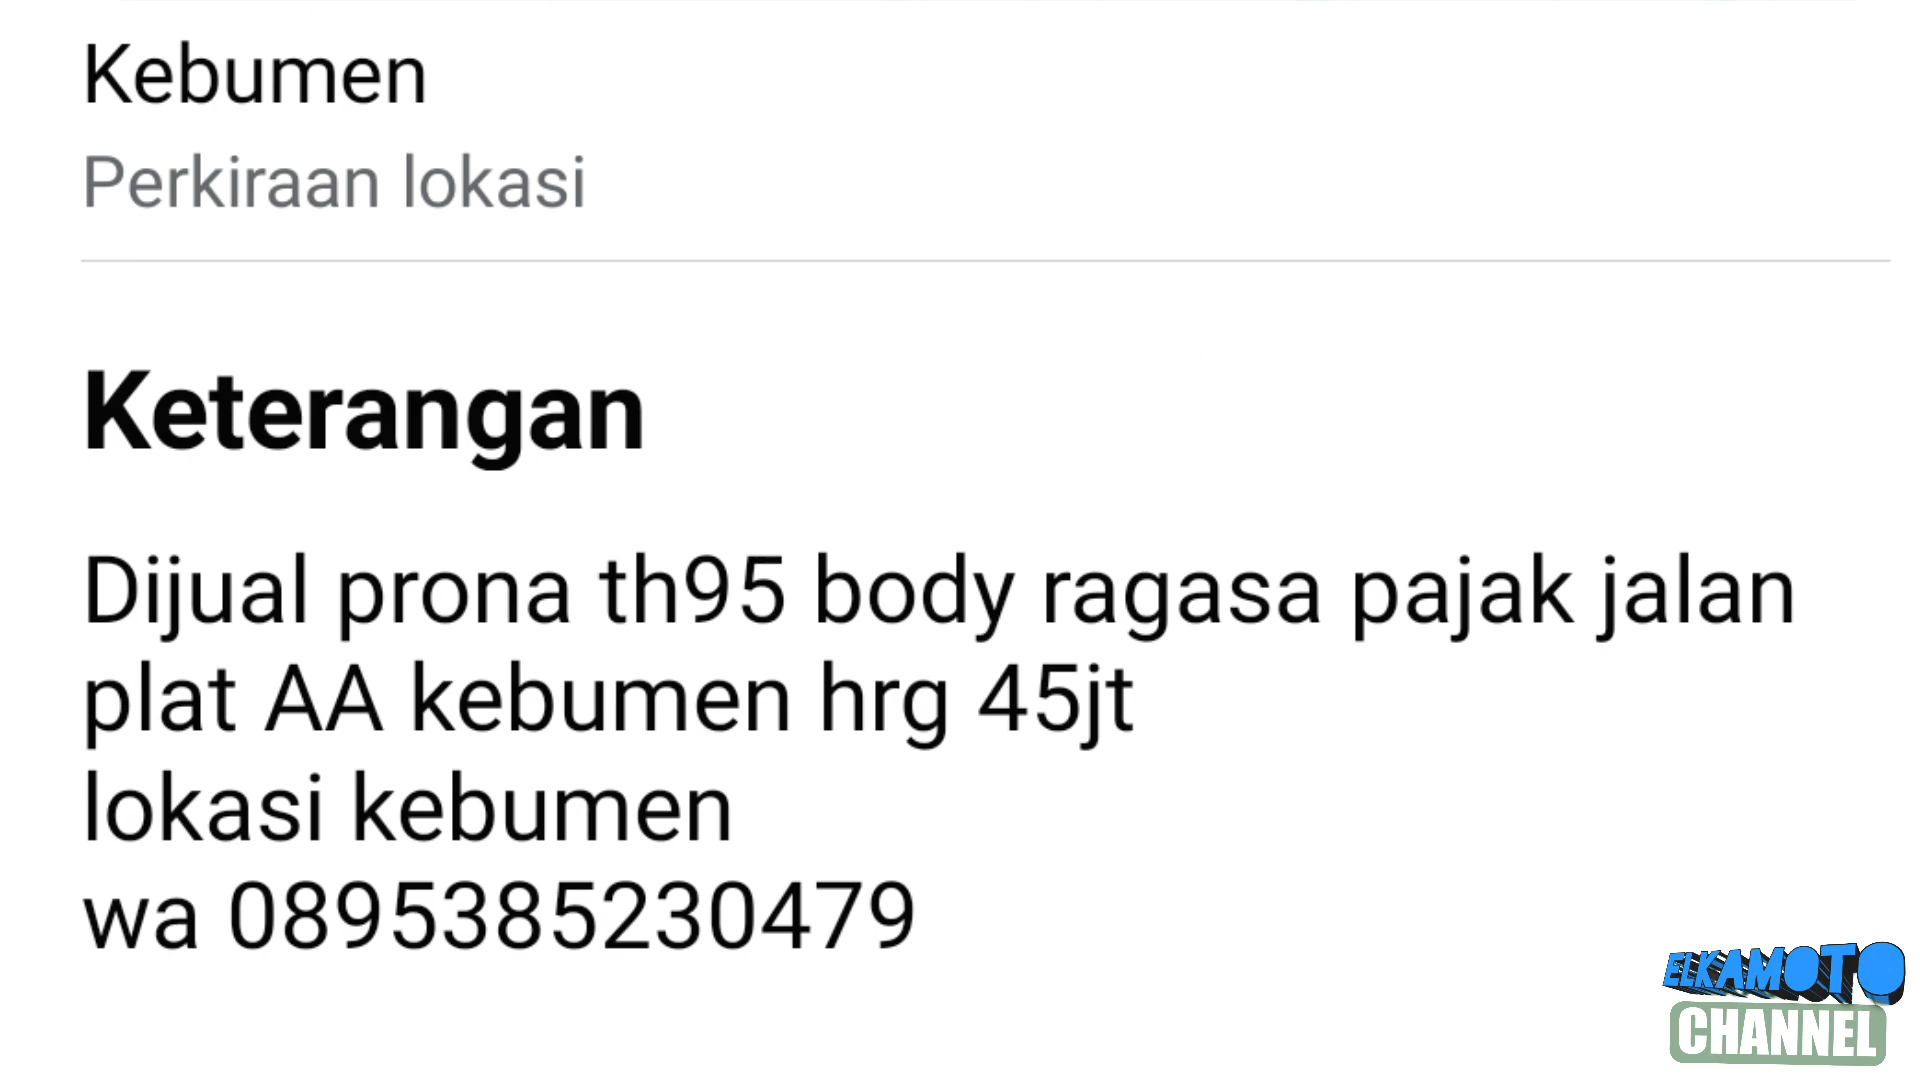 Kebumen
Perkiraan lokasi
Keterangan
Dijual prona th95 body ragasa pajak jalan
plat AA kebumen hrg 45jt
lokasi kebumen
wa 0895385230479
ELKAMOTO
CHANNEL